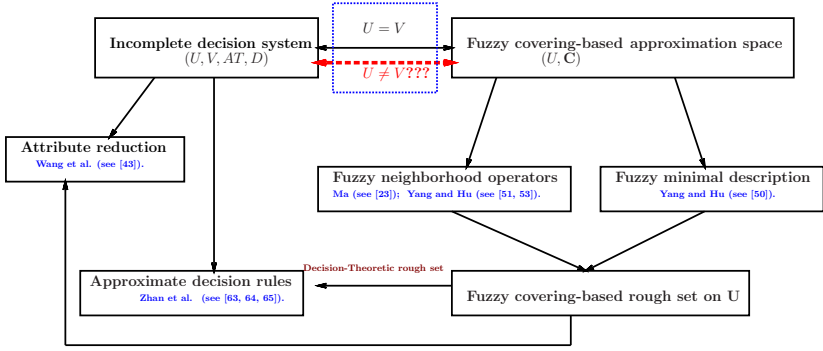 U = V
Incomplete decision system
(U, V, AT, D)
Fuzzy covering-based approximation space
(U, C)
U ≠ V???
Attribute reduction
Wang et al. (see [43]).
Fuzzy neighborhood operators
Ma (see [23]); Yang and Hu (see [51, 53]).
Fuzzy minimal description
Yang and Hu (see [50]).
Decision-Theoretic rough set
Approximate decision rules
Zhan et al. (see [63, 64, 65]).
Fuzzy covering-based rough set on U